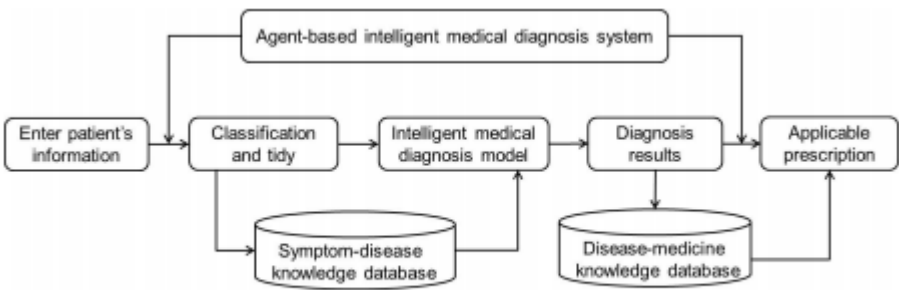 Agent-based intelligent medical diagnosis system
Enter patient's
information
Classification
and tidy
Intelligent medical
diagnosis model
Diagnosis
results
Applicable
prescription
Symptom-disease
knowledge database
Disease-medicine
knowledge database